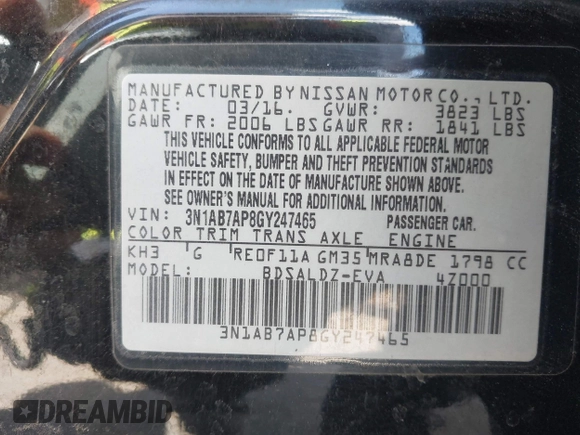 MANUFACTURED BY NISSAN MOTOR CO., LTD.
DATE: 03/16. GVWR: 3823 LBS
GAWR FR: 2006 LBS GAWR RR: 1841 LBS
THIS VEHICLE CONFORMS TO ALL APPLICABLE FEDERAL MOTOR
VEHICLE SAFETY, BUMPER AND THEFT PREVENTION STANDARDS
IN EFFECT ON THE DATE OF MANUFACTURE SHOWN ABOVE.
SEE OWNER'S MANUAL FOR ADDITIONAL INFORMATION.
VIN: 3N1AB7AP8GY247465 PASSENGER CAR.
COLOR TRIM TRANS AXLE ENGINE
KH3 G RE0F11A GM35 MRA8DE 1798 CC
MODEL: BDSALDZ-EVA 4Z000
3N1AB7AP8GY247465
DREAMBID